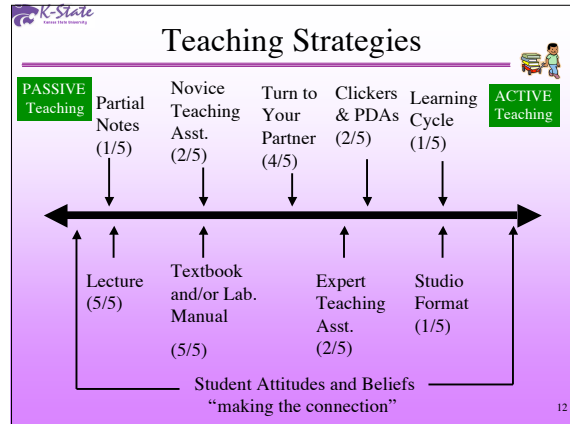 K-State
Kansas State University
Teaching Strategies
PASSIVE
Teaching
Partial
Notes
(1/5)
Novice
Teaching
Asst.
(2/5)
Turn to
Your
Partner
(4/5)
Clickers
& PDAs
(2/5)
Learning
Cycle
(1/5)
ACTIVE
Teaching
Lecture
(5/5)
Textbook
and/or Lab.
Manual
(5/5)
Expert
Teaching
Asst.
(2/5)
Studio
Format
(1/5)
Student Attitudes and Beliefs
“making the connection”
12